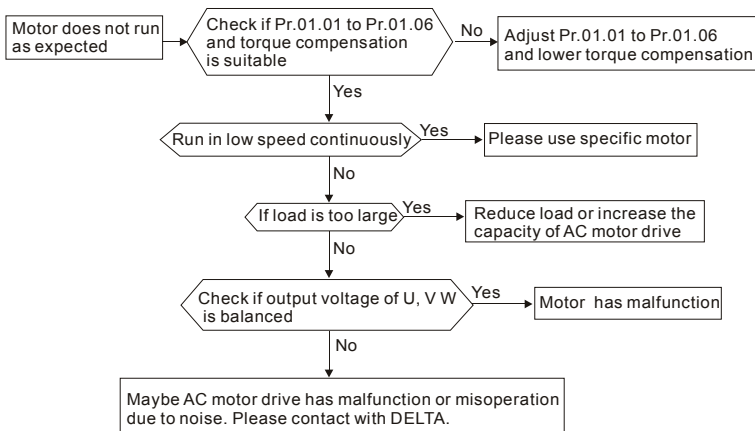 Motor does not run
as expected
Check if Pr.01.01 to Pr.01.06
and torque compensation
is suitable
No
Adjust Pr.01.01 to Pr.01.06
and lower torque compensation
Yes
Run in low speed continuously
Yes
Please use specific motor
No
If load is too large
Yes
Reduce load or increase the
capacity of AC motor drive
No
Check if output voltage of U, V W
is balanced
Yes
Motor has malfunction
No
Maybe AC motor drive has malfunction or misoperation
due to noise. Please contact with DELTA.